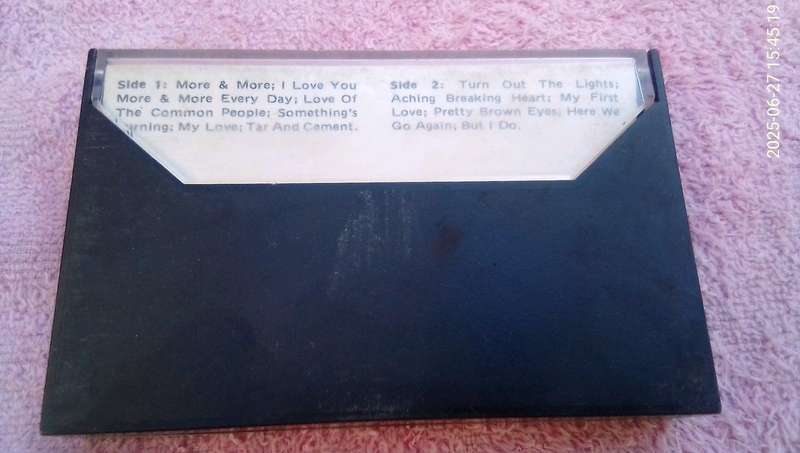 Side 1: More & More; I Love You
More & More Every Day; Love Of
The Common People; Something's
urning; My Love; Tar And Cement.
Side 2: Turn Out The Lights;
Aching Breaking Heart; My First
Love; Pretty Brown Eyes; Here We
Go Again; But I Do.
2025-06-27 15:45:19